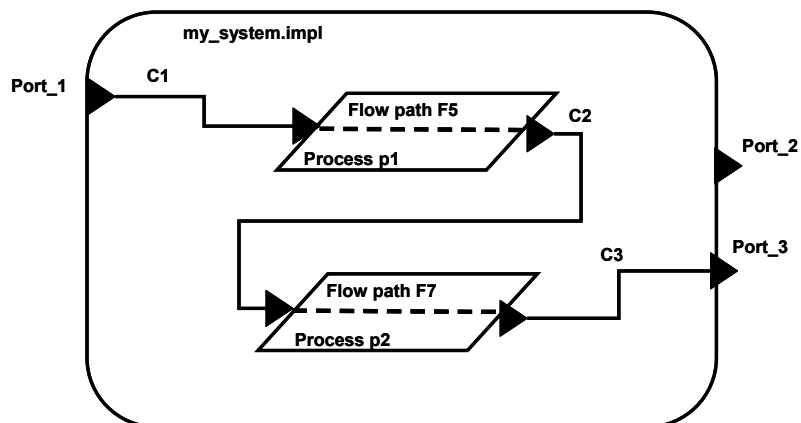 my_system.impl
Port_1
C1
Flow path F5
C2
Process p1
Port_2
Port_3
C3
Flow path F7
Process p2